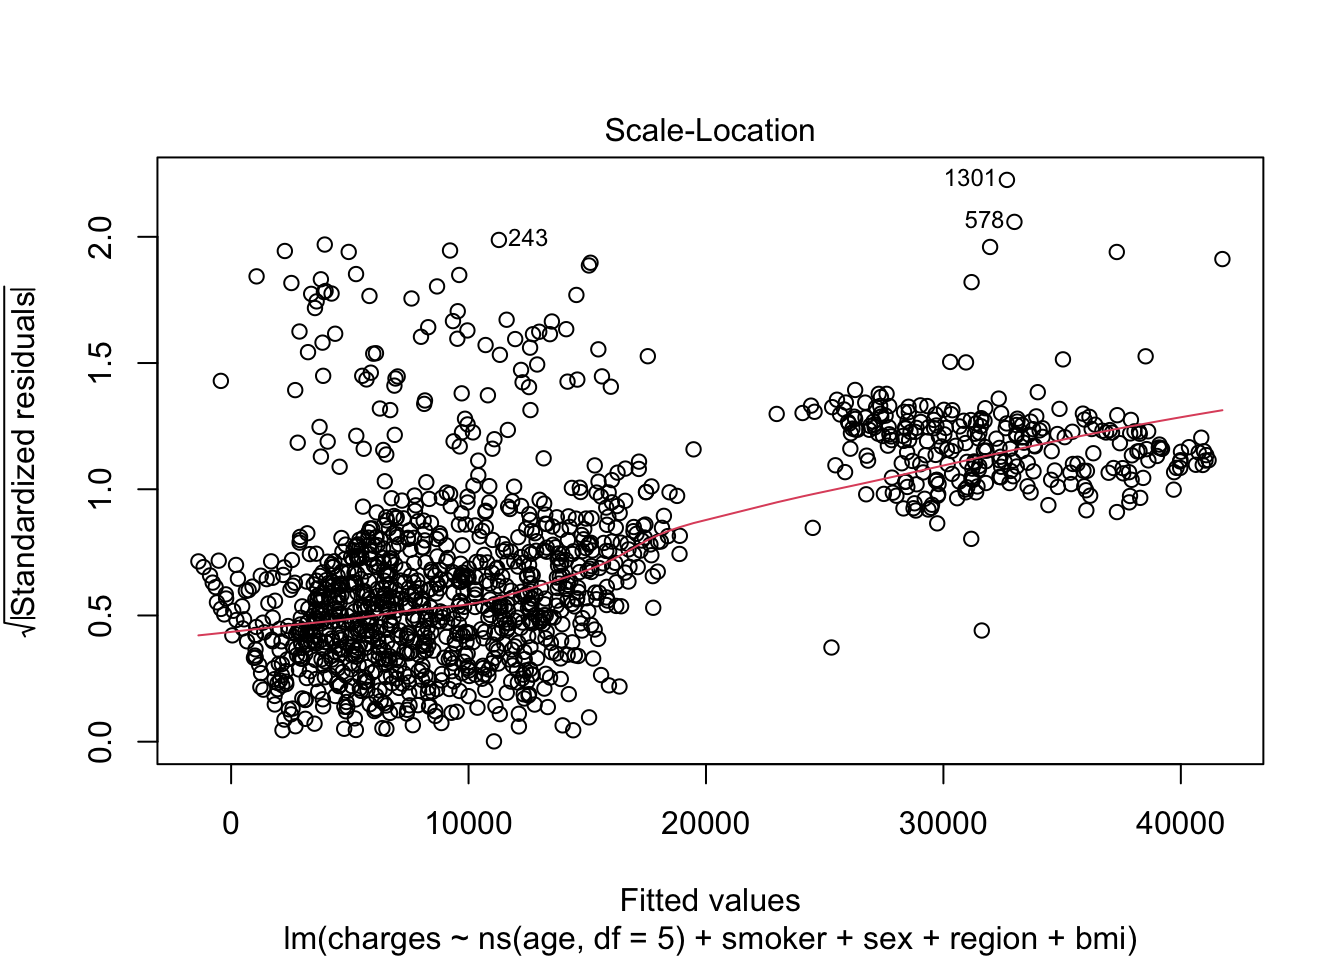 Scale-Location
√|Standardized residuals|
2.0
1.5
1.0
0.5
0.0
1301
578
243
0 10000 20000 30000 40000
Fitted values
lm(charges ~ ns(age, df = 5) + smoker + sex + region + bmi)